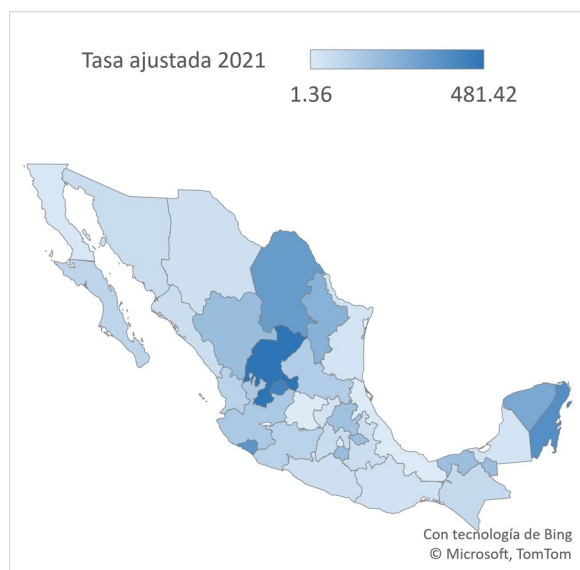 Tasa ajustada 2021
1.36 481.42
Con tecnología de Bing
© Microsoft, TomTom